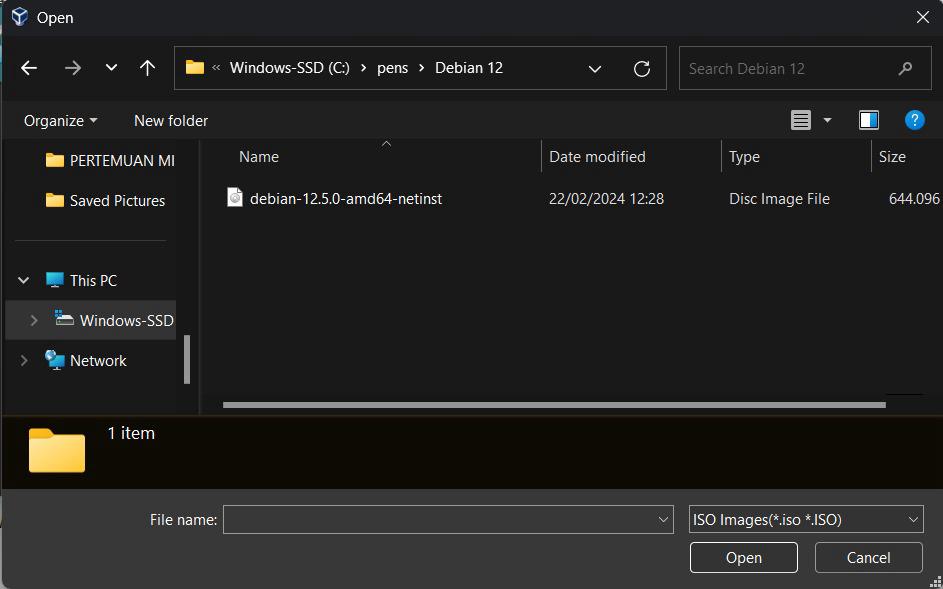 Open
« Windows-SSD (C:) › pens › Debian 12
Search Debian 12
Organize
New folder
?
Name
Date modified
Type
Size
PERTEMUAN MI
Saved Pictures
This PC
Windows-SSD
Network
debian-12.5.0-amd64-netinst
22/02/2024 12:28
Disc Image File
644.096
1 item
File name:
ISO Images(*.iso *.ISO)
Open
Cancel